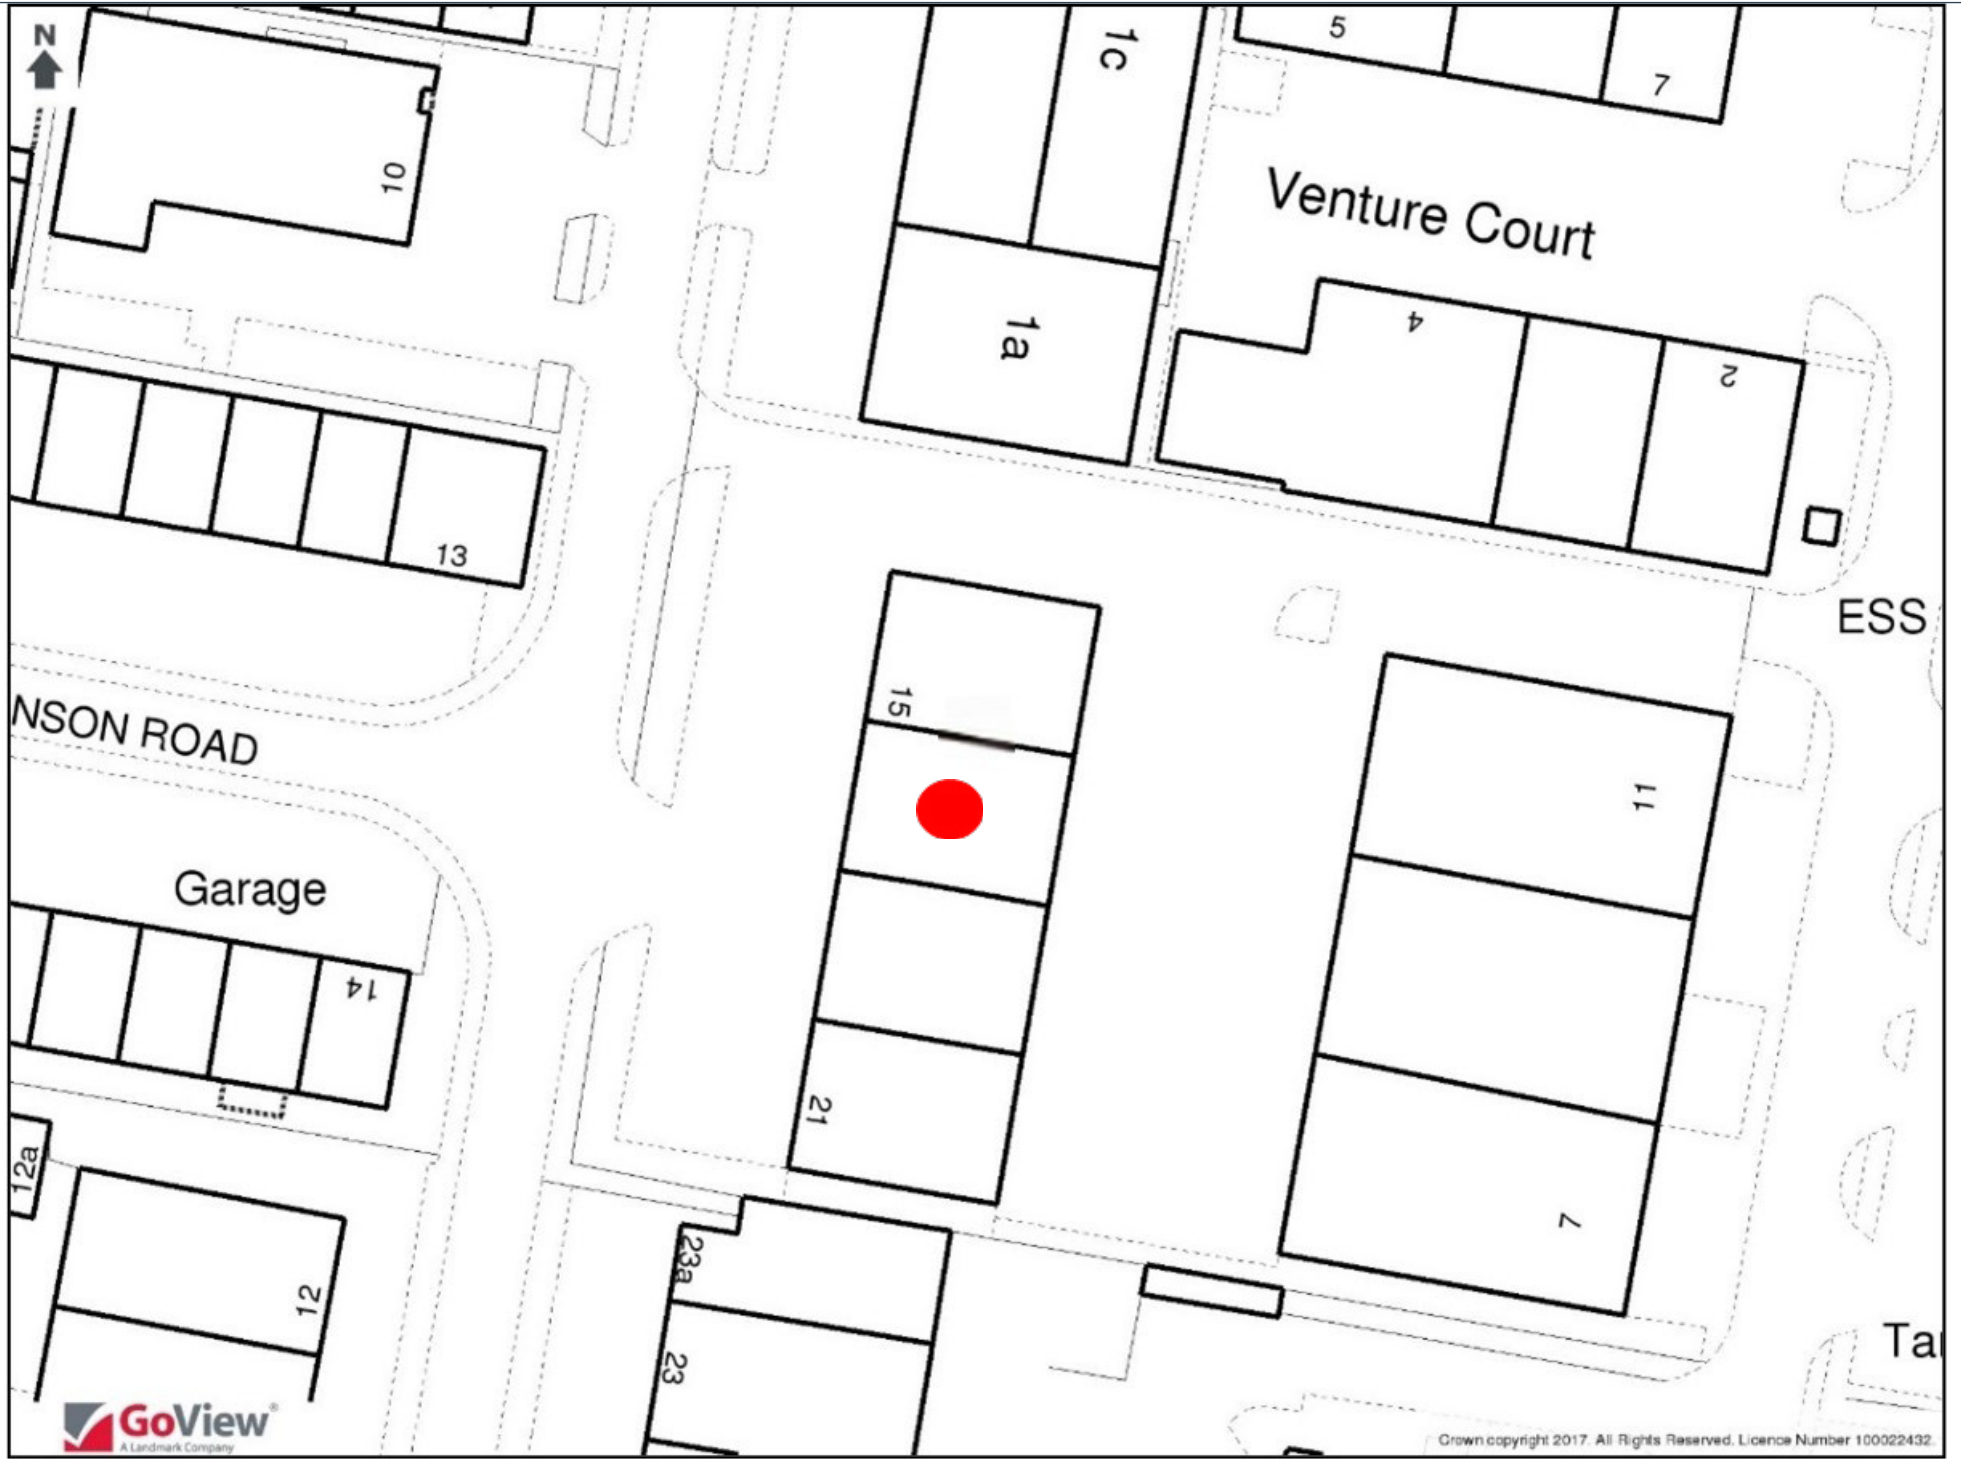 N
5
1c
7
10
Venture Court
1a
4
2
13
ESS
15
NSON ROAD
11
Garage
14
21
12a
7
23a
12
Ta
23
GoView®
A Landmark Company
Crown copyright 2017. All Rights Reserved. Licence Number 100022432.